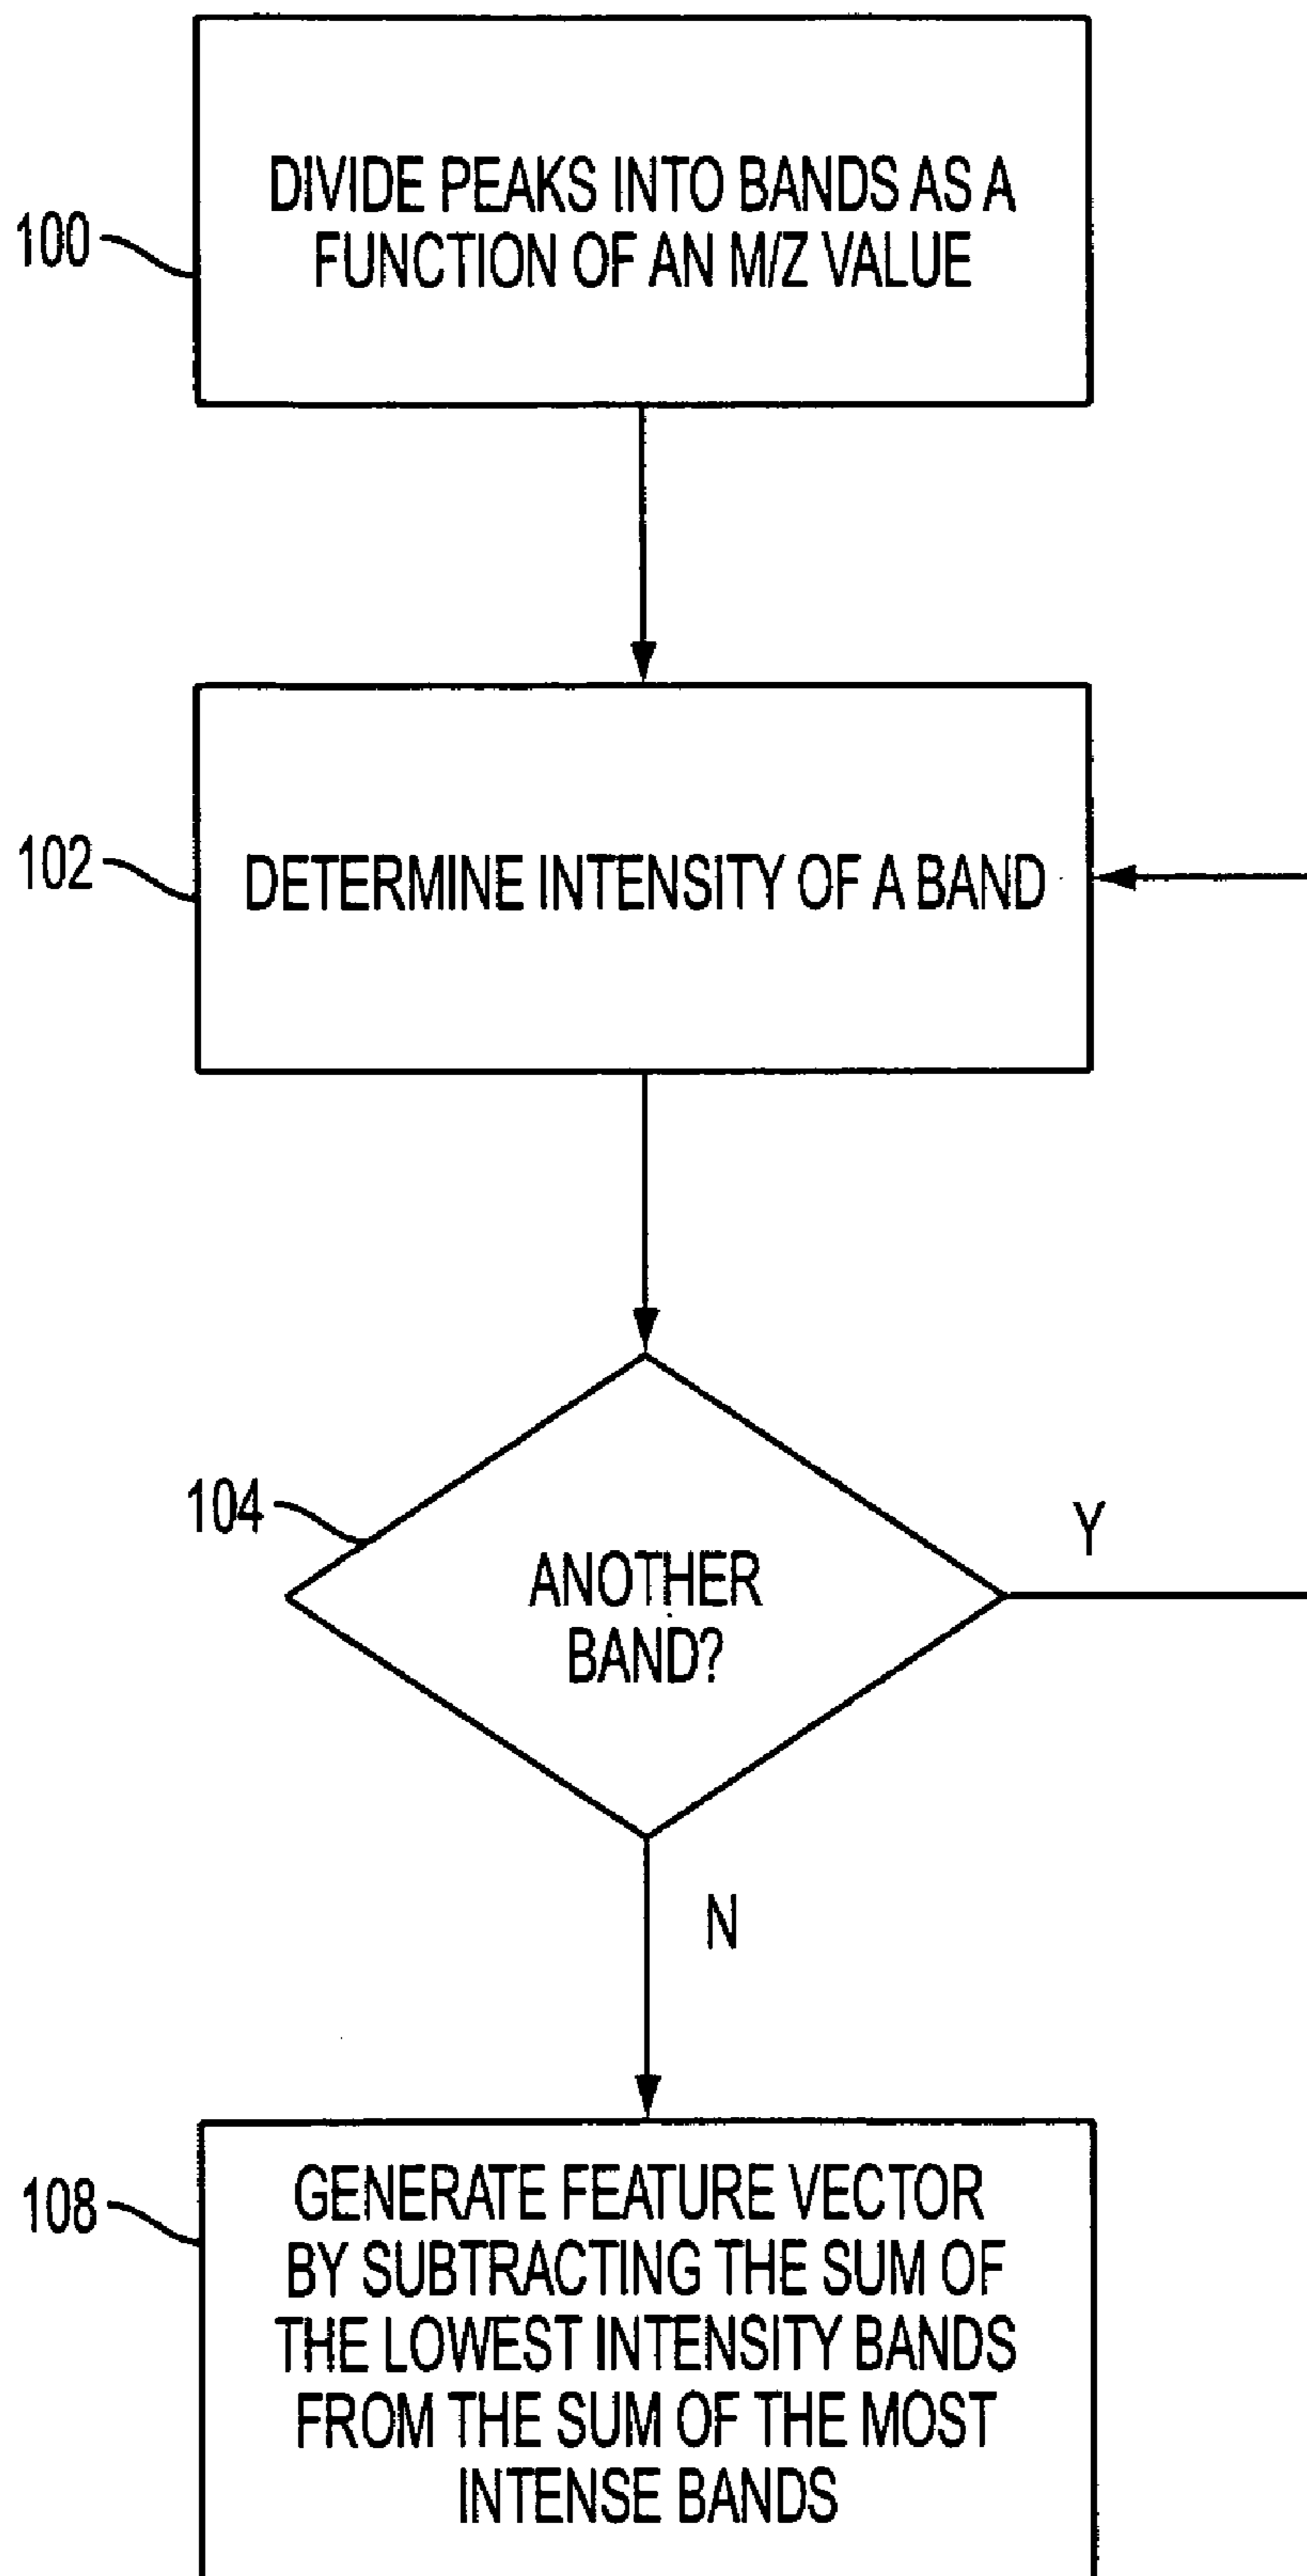 DIVIDE PEAKS INTO BANDS AS A
FUNCTION OF AN M/Z VALUE
100
DETERMINE INTENSITY OF A BAND
102
104
ANOTHER
BAND?
Y
N
GENERATE FEATURE VECTOR
BY SUBTRACTING THE SUM OF
THE LOWEST INTENSITY BANDS
FROM THE SUM OF THE MOST
INTENSE BANDS
108